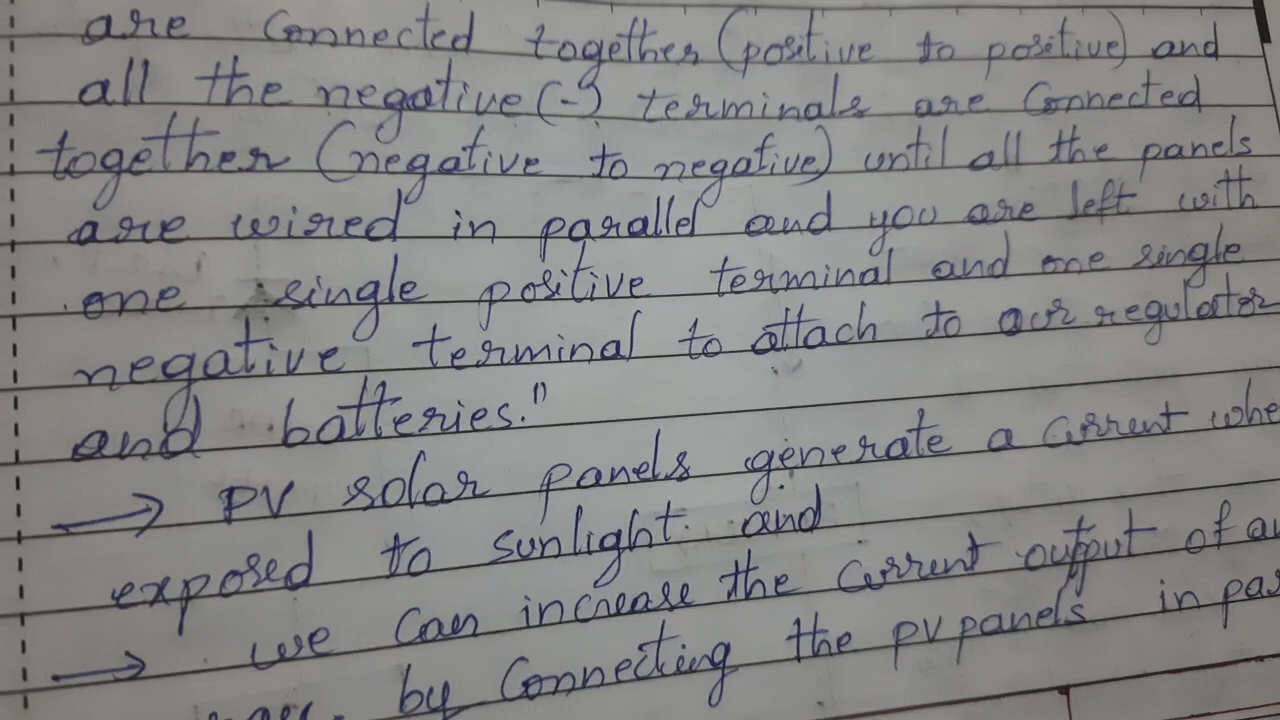 are connected together (positive to positive) and
all the negative (-) terminals are connected
together (negative to negative) until all the panels
are wired in parallel and you are left with
one single positive terminal and one single
negative terminal to attach to our regulator
and batteries."
→ PV solar panels generate a current whe
exposed to sunlight. and
→ we can increase the current output of a
by connecting the pv panels in par